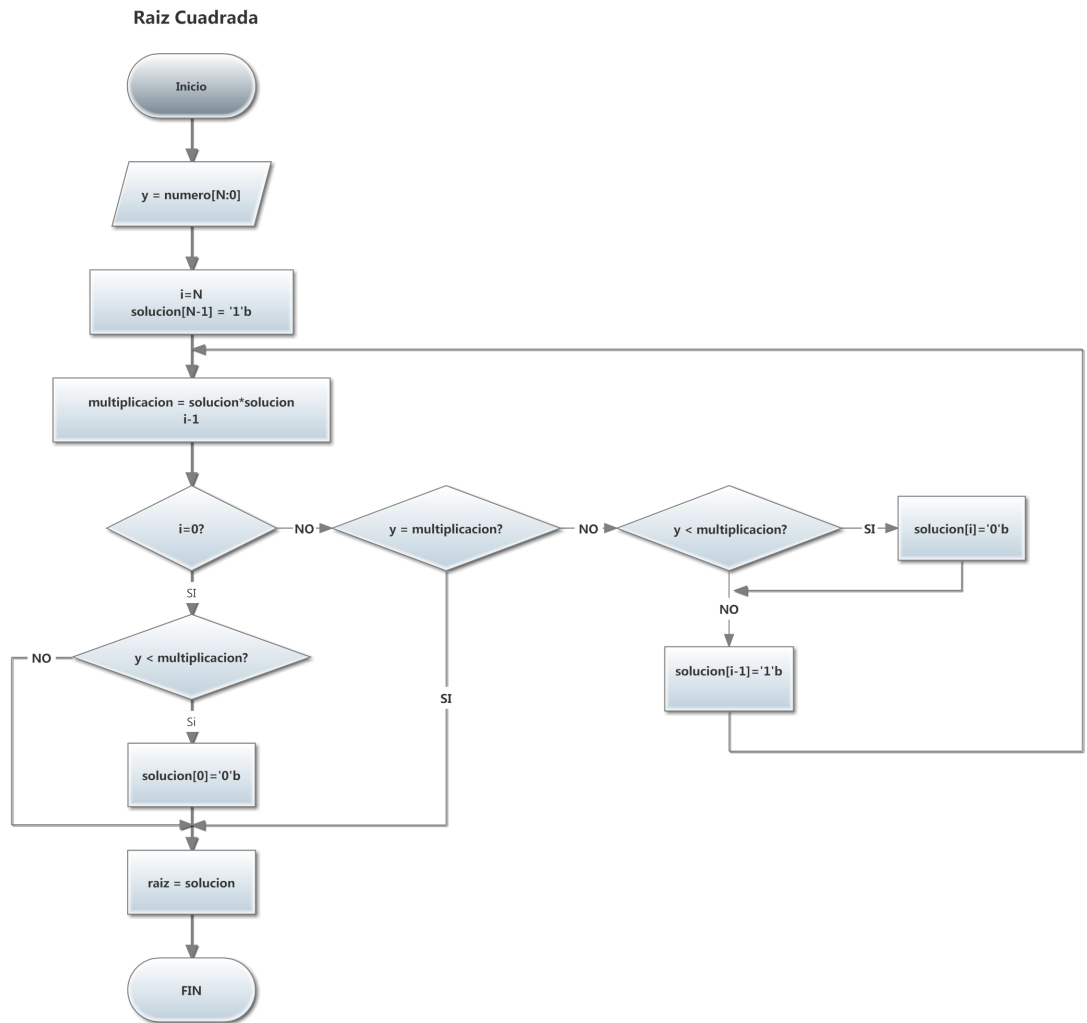 Raiz Cuadrada
Inicio
y = numero[N:0]
i=N
solucion[N-1] = '1'b
multiplicacion = solucion*solucion
i-1
i=0?
NO
y = multiplicacion?
NO
y < multiplicacion?
SI
solucion[i]='0'b
SI
NO
NO
y < multiplicacion?
solucion[i-1]='1'b
SI
Si
solucion[0]='0'b
raiz = solucion
FIN